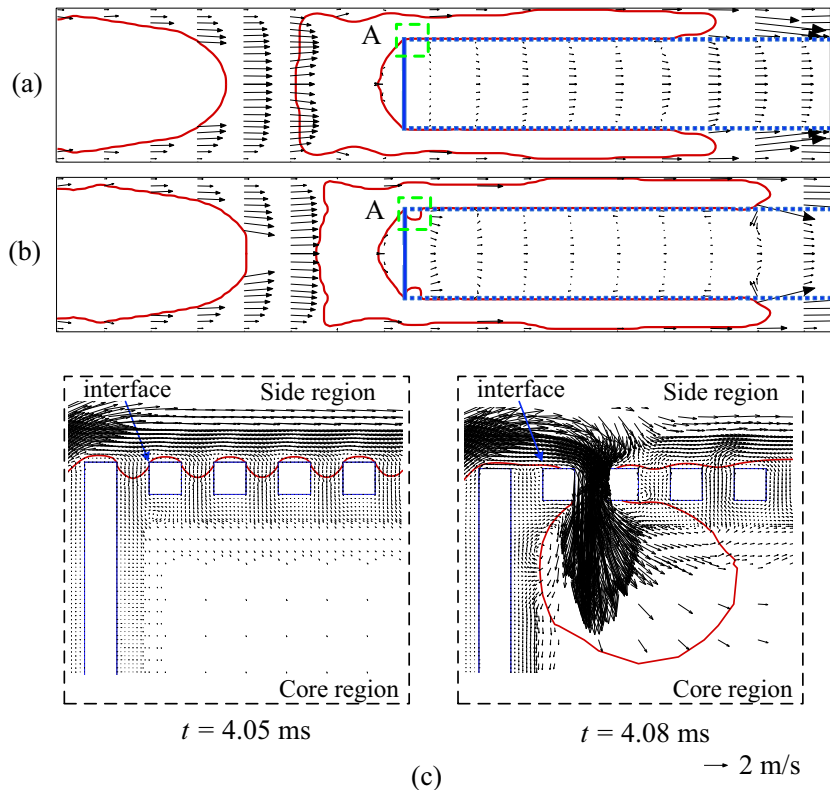 A
(a)
A
(b)
interface
Side region
Core region
t = 4.05 ms
interface
Side region
Core region
t = 4.08 ms
2 m/s
(c)